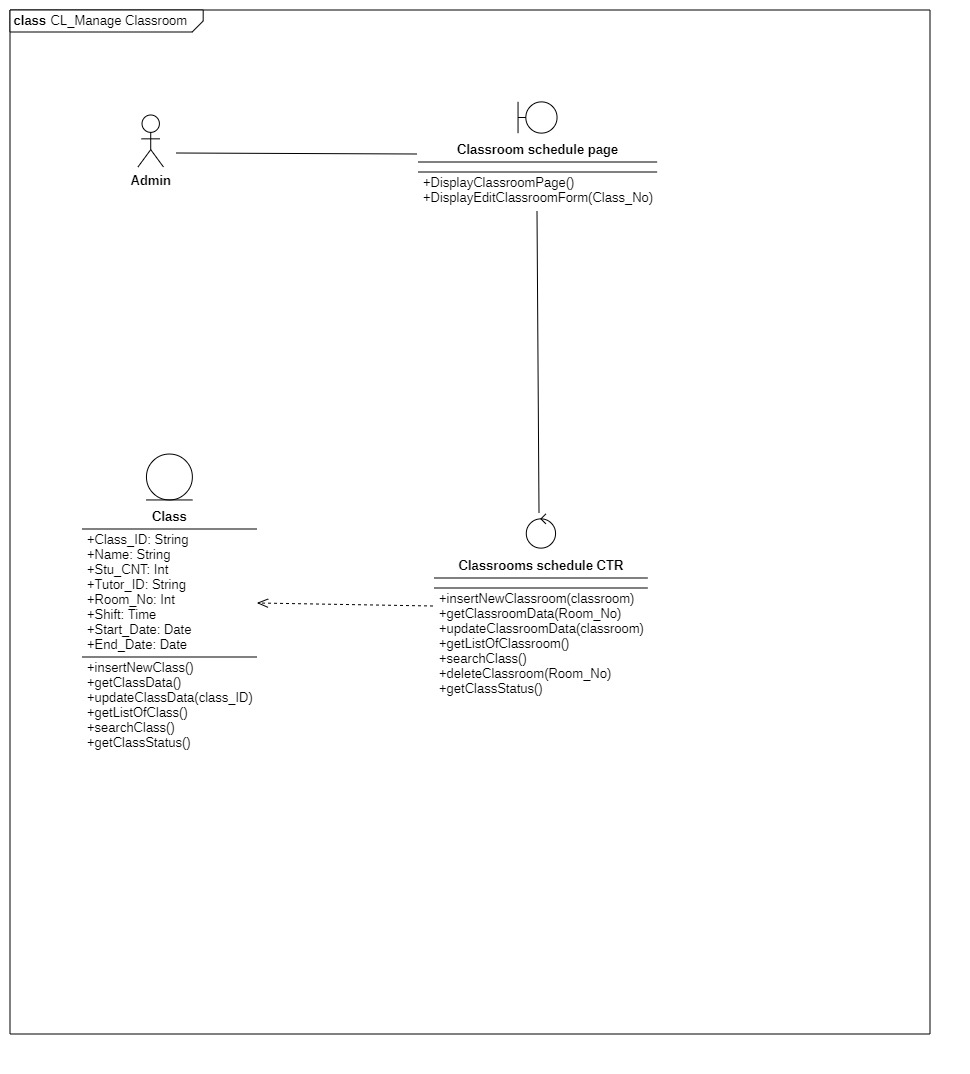 class CL_Manage Classroom
Admin
Classroom schedule page
+DisplayClassroomPage()
+DisplayEditClassroomForm(Class_No)
Class
+Class_ID: String
+Name: String
+Stu_CNT: Int
+Tutor_ID: String
+Room_No: Int
+Shift: Time
+Start_Date: Date
+End_Date: Date
+insertNewClass()
+getClassData()
+updateClassData(class_ID)
+getListOfClass()
+searchClass()
+getClassStatus()
Classrooms schedule CTR
+insertNewClassroom(classroom)
+getClassroomData(Room_No)
+updateClassroomData(classroom)
+getListOfClassroom()
+searchClass()
+deleteClassroom(Room_No)
+getClassStatus()